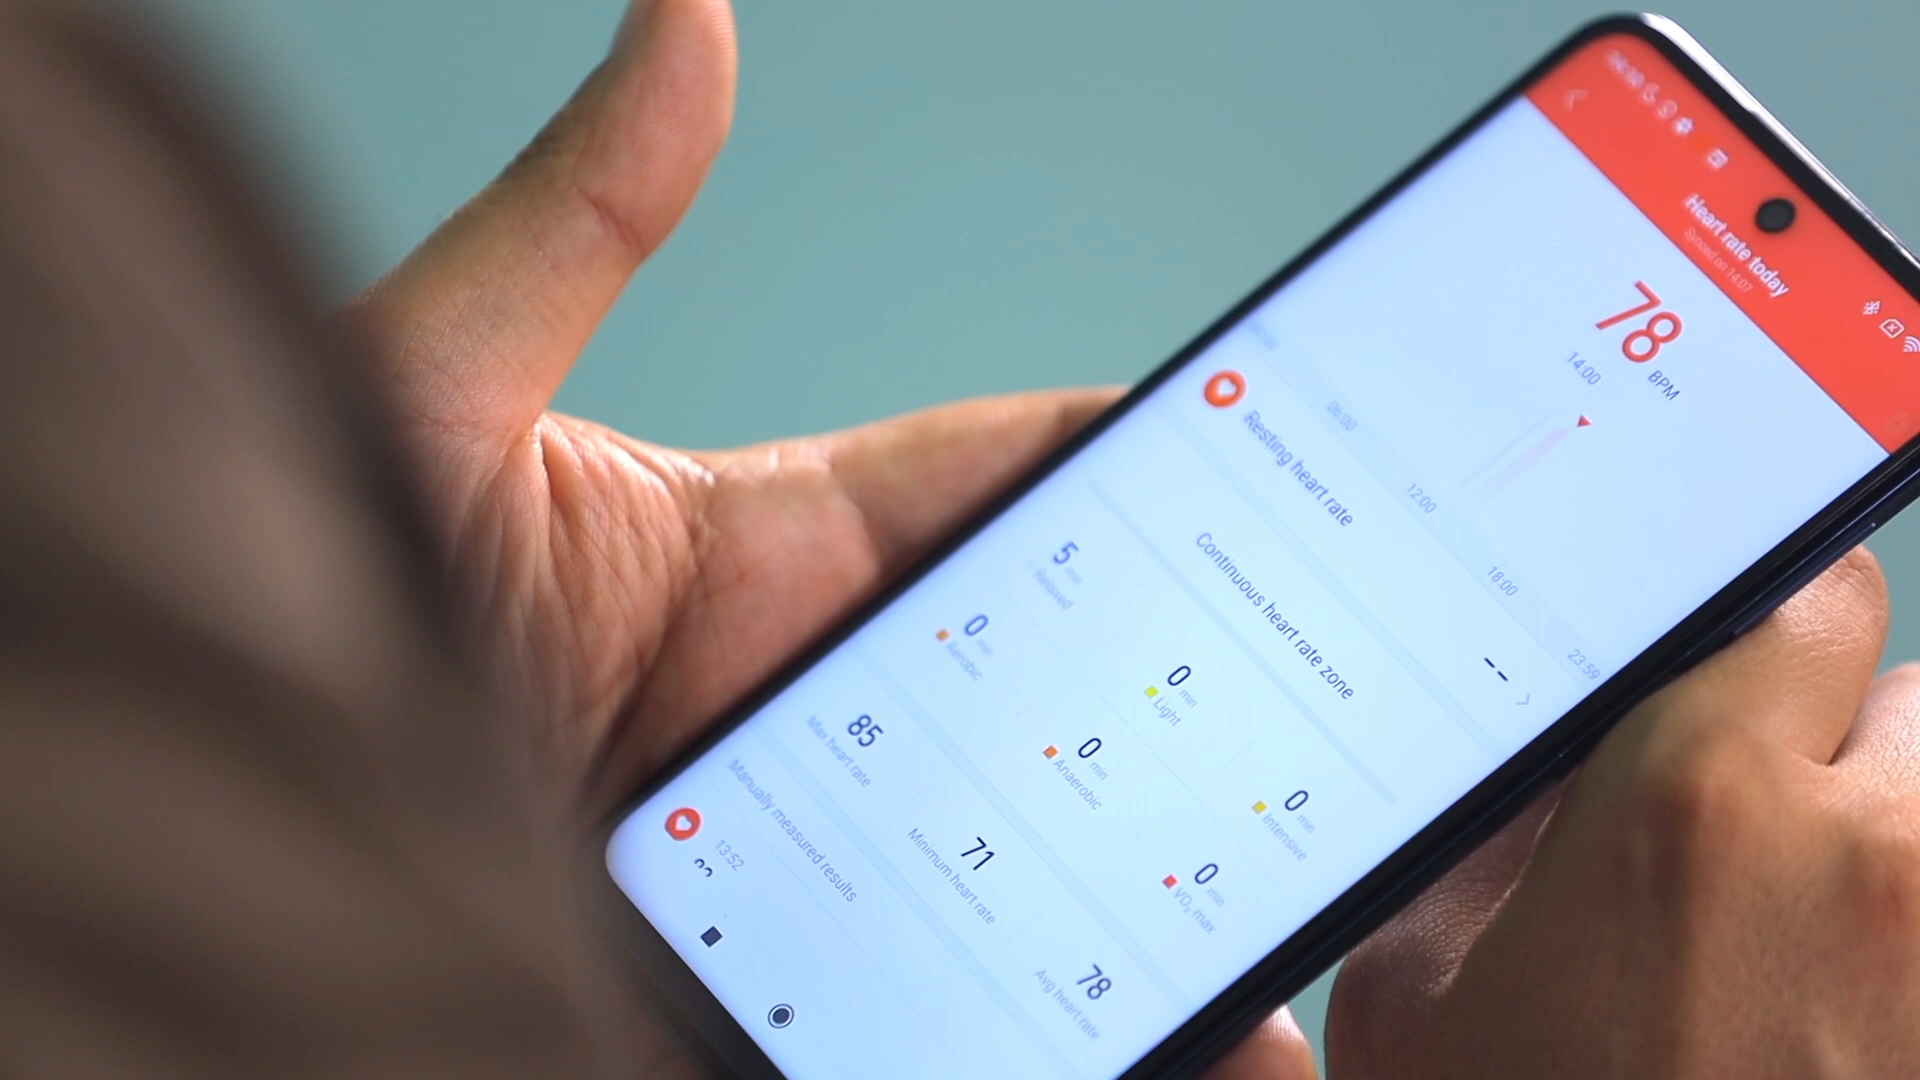 Heart rate today
Synced on 14:07
78 BPM
14:00
06:00
12:00
18:00
23:59
Resting heart rate
--
Continuous heart rate zone
5 min
Relaxed
0 min
Light
0 min
Intensive
0 min
Aerobic
0 min
Anaerobic
0 min
VO₂ max
85
Max heart rate
71
Minimum heart rate
78
Avg heart rate
Manually measured results
13:52